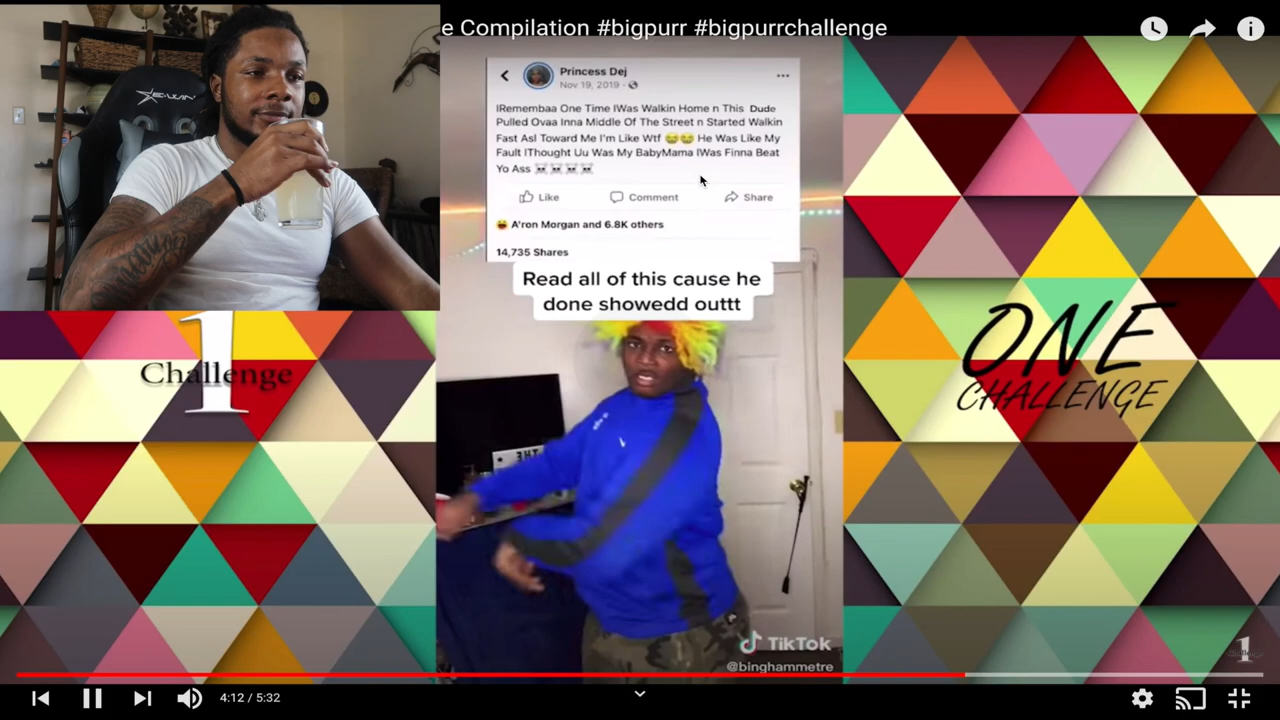 e Compilation #bigpurr #bigpurrchallenge
Princess Dej
Nov 19, 2019
IRemembaa One Time IWas Walkin Home n This Dude
Pulled Ovaa Inna Middle Of The Street n Started Walkin
Fast Asl Toward Me I'm Like Wtf 😂😂 He Was Like My
Fault IThought Uu Was My BabyMama IWas Finna Beat
Yo Ass ☠️☠️☠️☠️
Like Comment Share
A'ron Morgan and 6.8K others
14,735 Shares
Read all of this cause he
done showedd outtt
1
Challenge
ONE
CHALLENGE
TikTok
@binghammetre
4:12 / 5:32